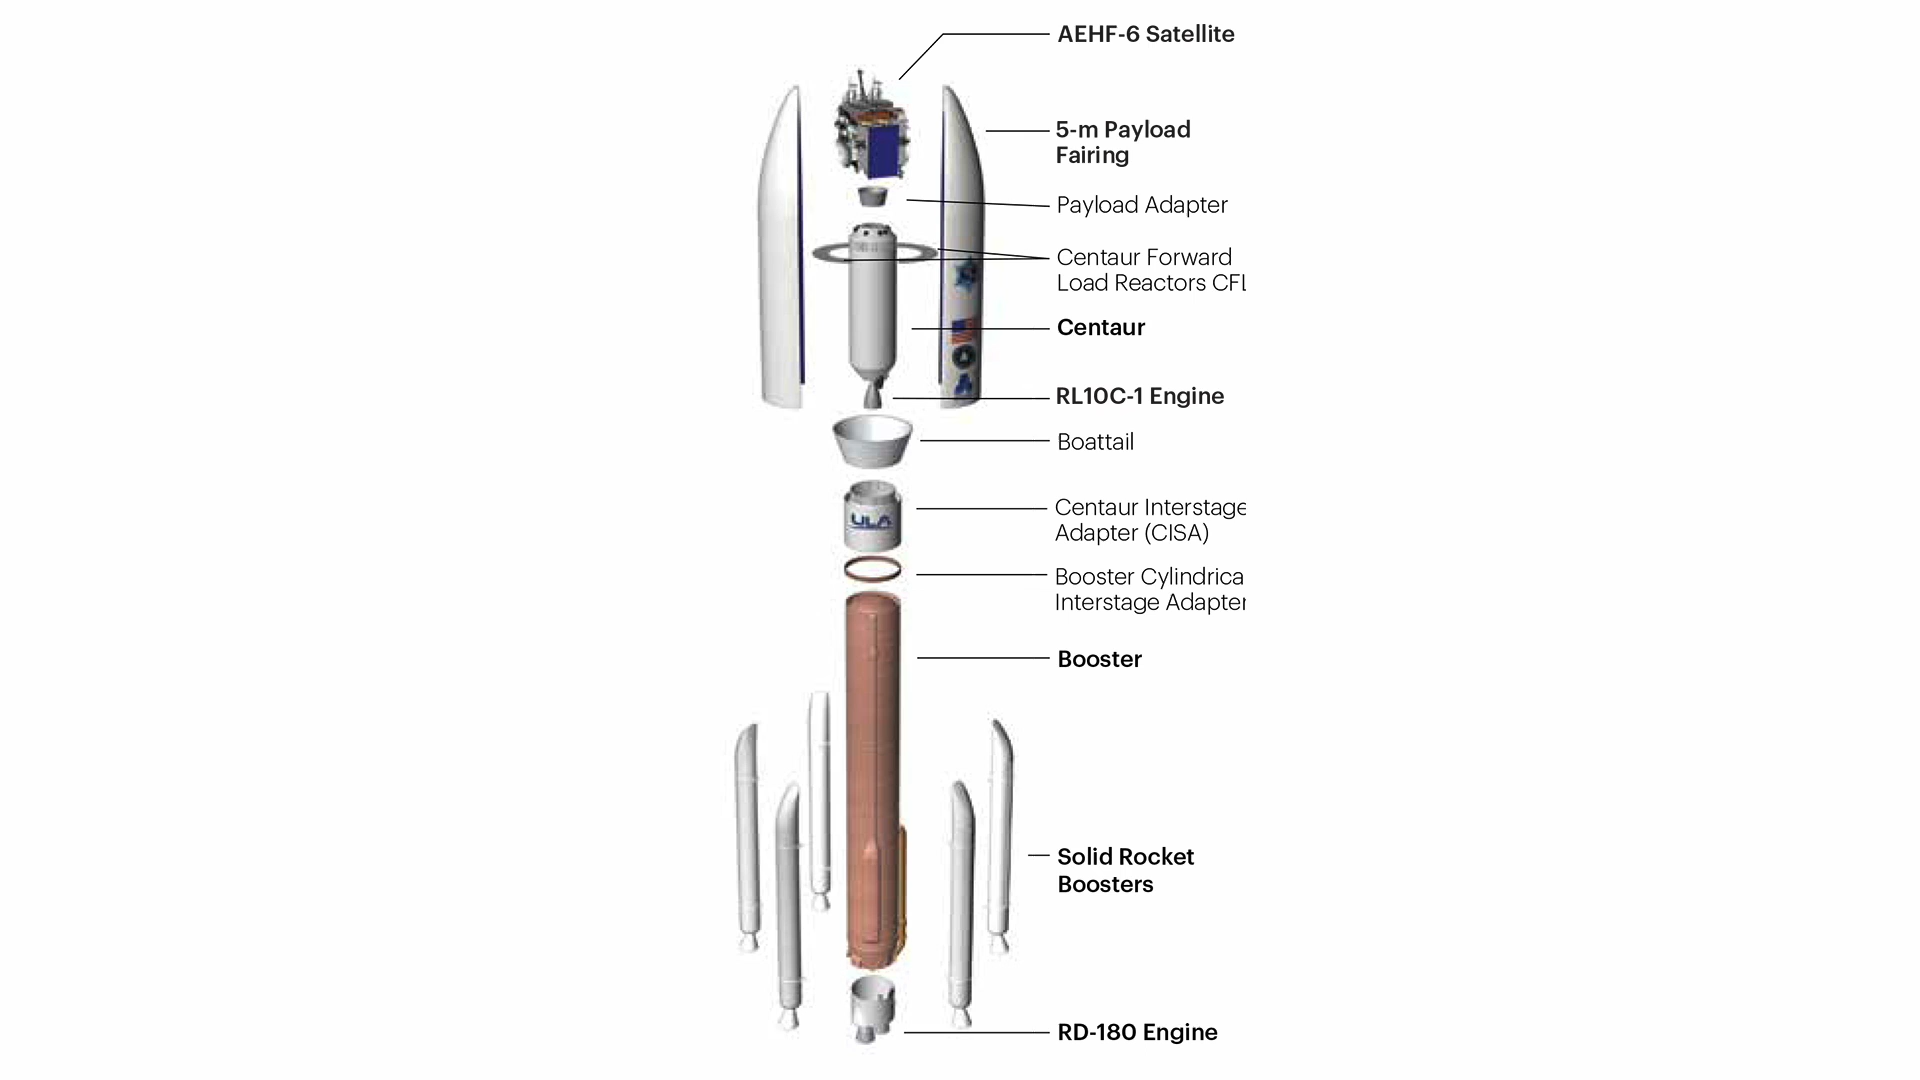 AEHF-6 Satellite
5-m Payload
Fairing
Payload Adapter
Centaur Forward
Load Reactors CFL
Centaur
RL10C-1 Engine
Boattail
Centaur Interstage
Adapter (CISA)
ULA
Booster Cylindrica
Interstage Adapter
Booster
Solid Rocket
Boosters
RD-180 Engine